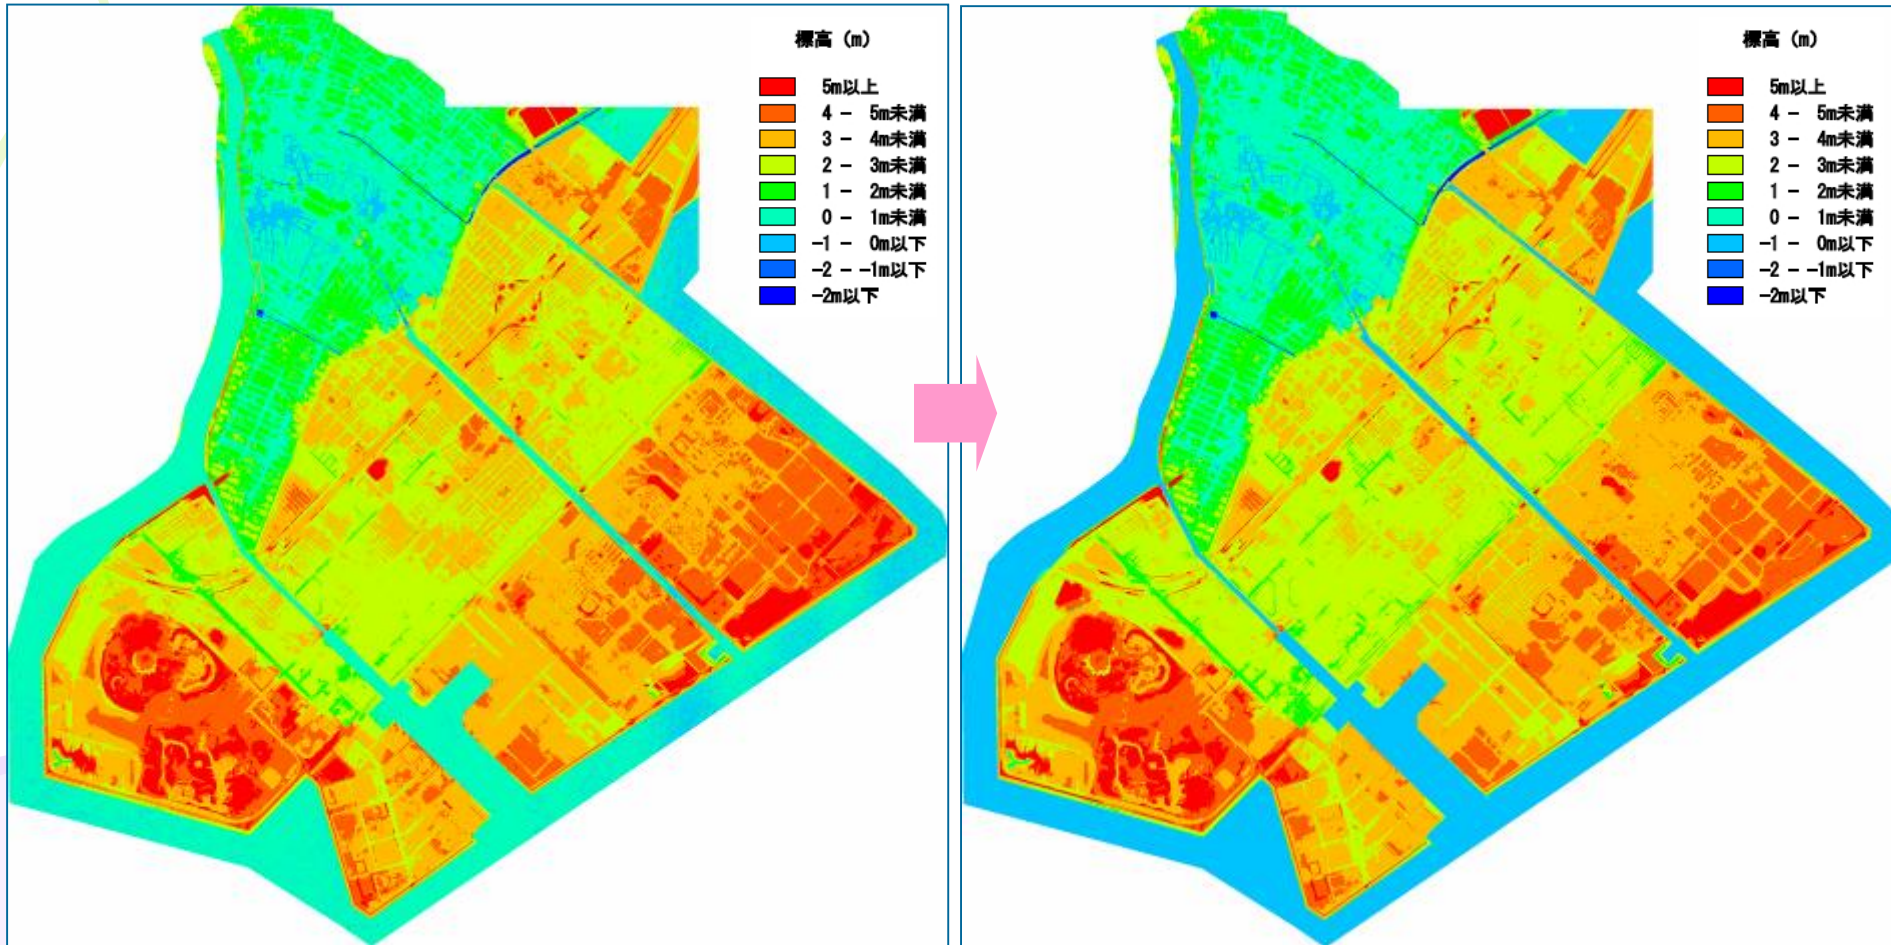 標高（m）
5m以上
4 － 5m未満
3 － 4m未満
2 － 3m未満
1 － 2m未満
0 － 1m未満
－1 － 0m以下
－2 － －1m以下
－2m以下
標高（m）
5m以上
4 － 5m未満
3 － 4m未満
2 － 3m未満
1 － 2m未満
0 － 1m未満
－1 － 0m以下
－2 － －1m以下
－2m以下